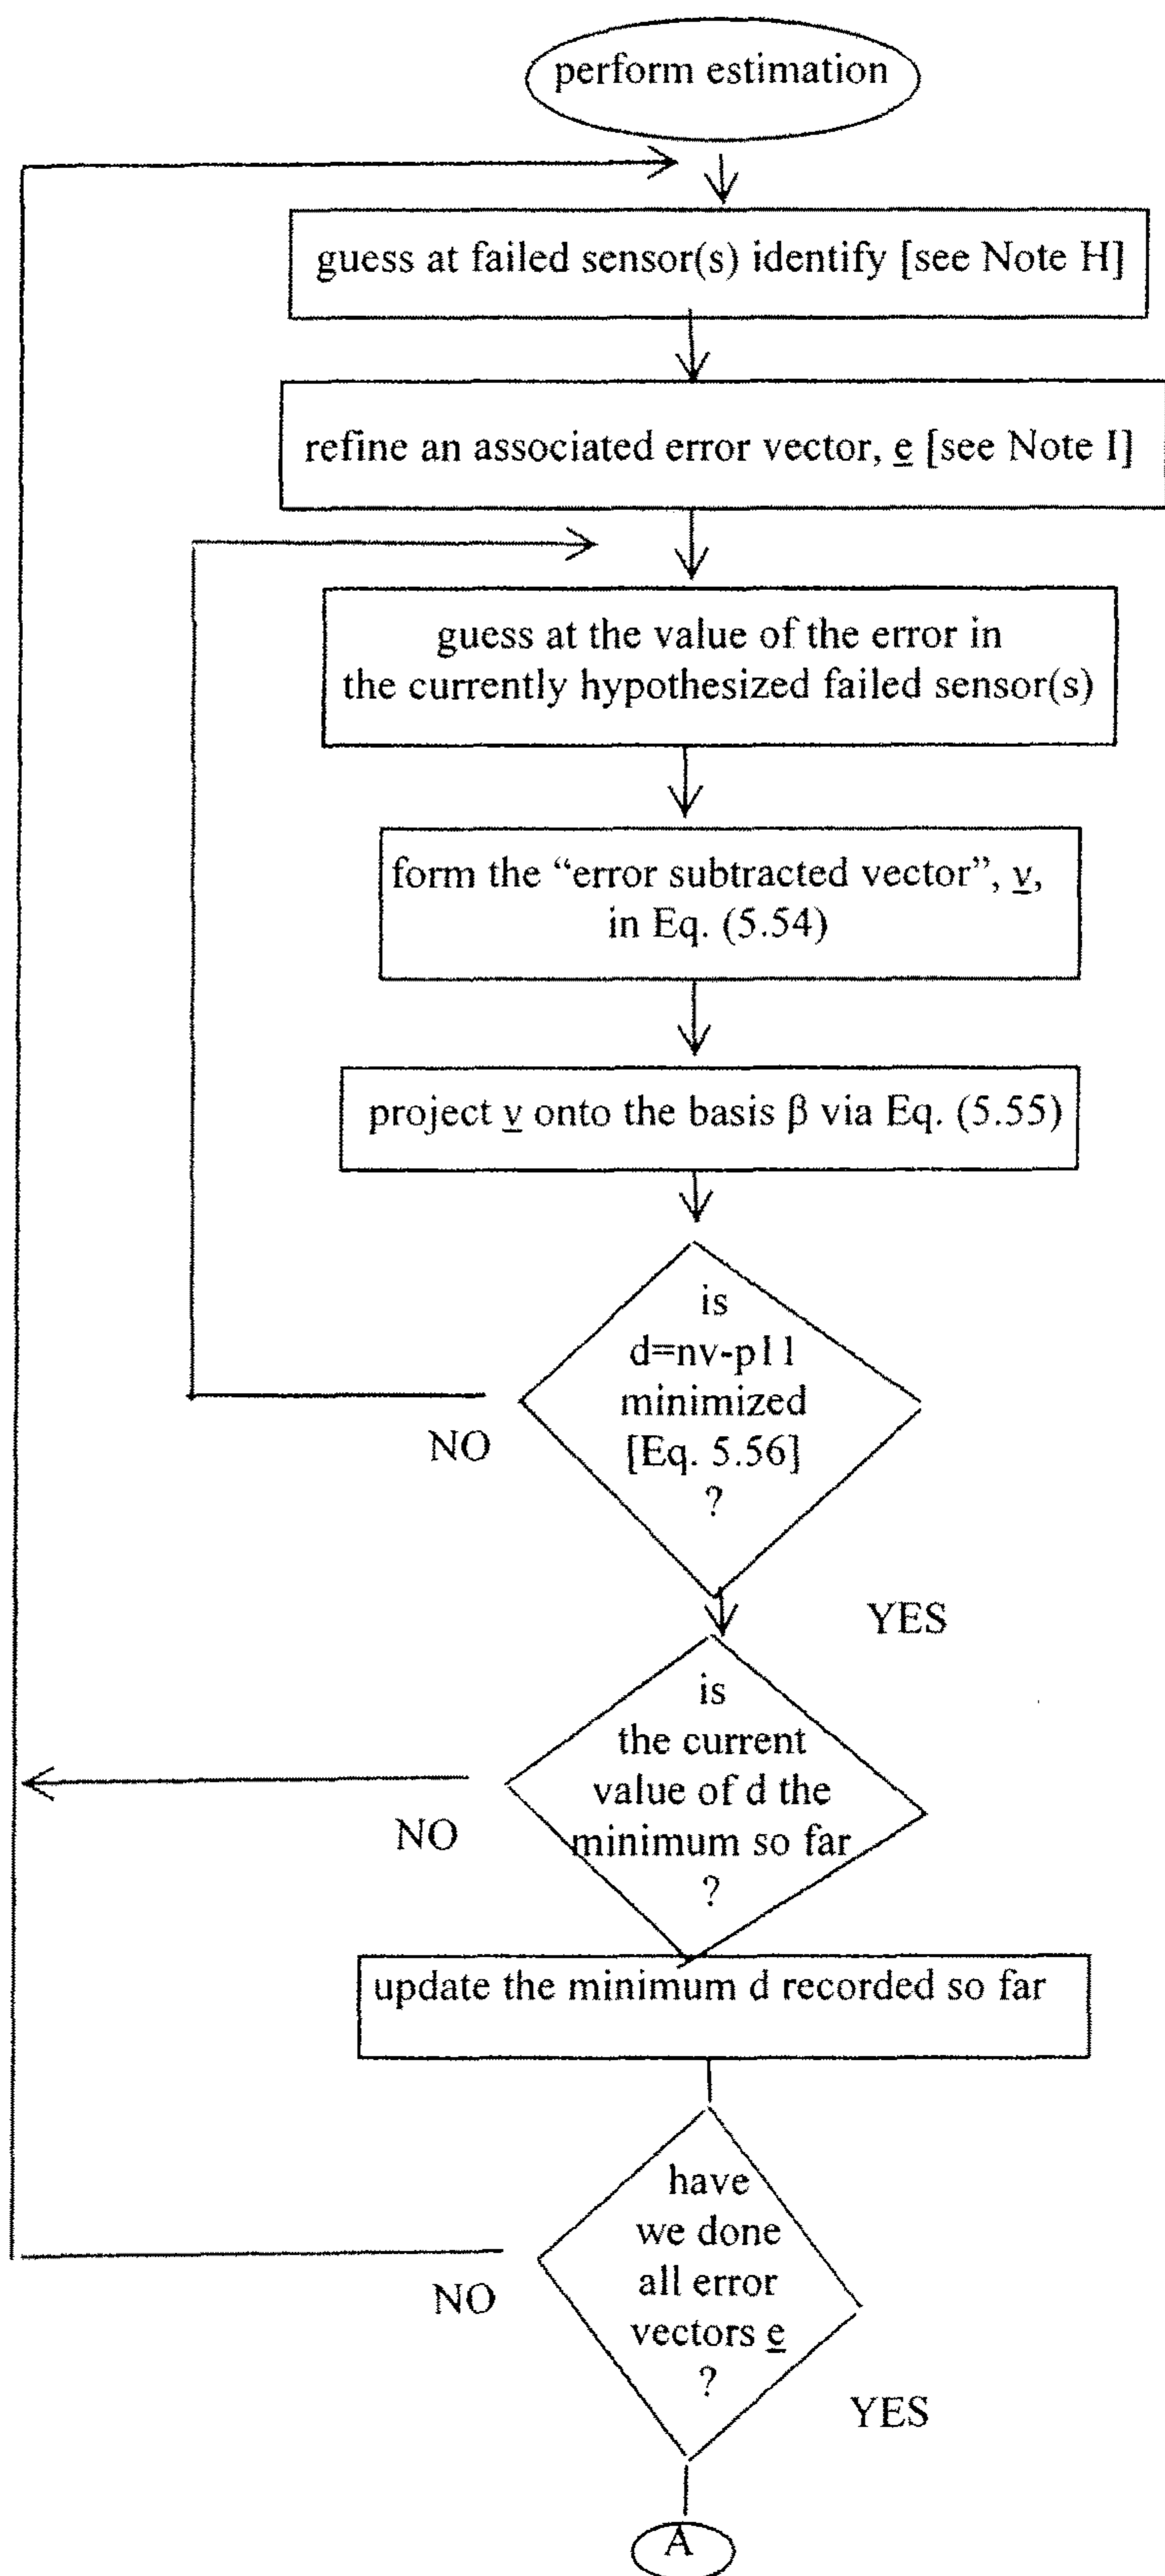 perform estimation
guess at failed sensor(s) identify [see Note H]
refine an associated error vector, e [see Note I]
guess at the value of the error in
the currently hypothesized failed sensor(s)
form the “error subtracted vector”, v,
in Eq. (5.54)
project v onto the basis β via Eq. (5.55)
is
d=nv-p11
minimized
[Eq. 5.56]
?
NO
YES
is
the current
value of d the
minimum so far
?
NO
update the minimum d recorded so far
have
we done
all error
vectors e
?
NO
YES
A